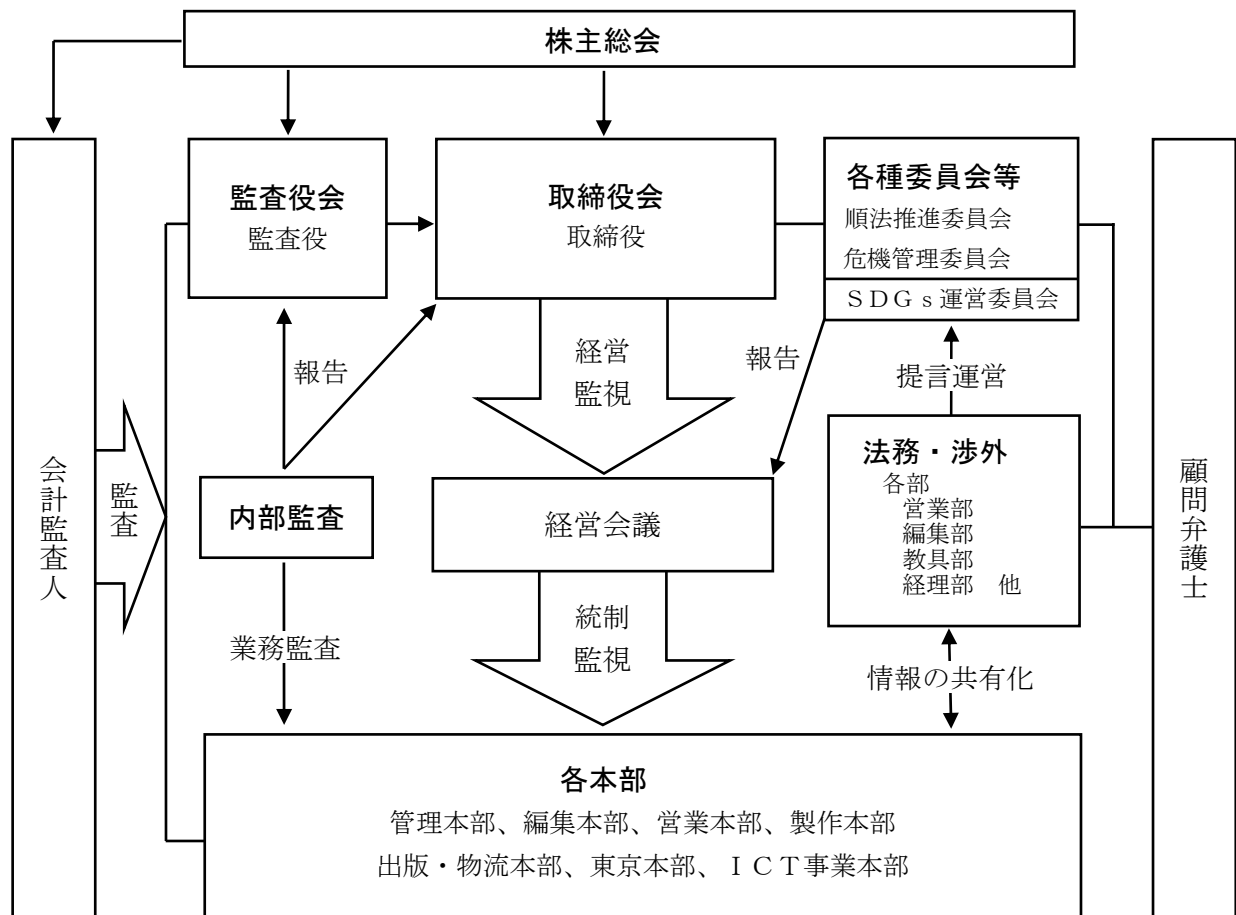 株主総会
監査役会
監査役
取締役会
取締役
各種委員会等
順法推進委員会
危機管理委員会
ＳＤＧｓ運営委員会
報告
経営
監視
報告
提言運営
会計監査人
監査
内部監査
経営会議
法務・渉外
各部
営業部
編集部
教具部
経理部　他
顧問弁護士
業務監査
統制
監視
情報の共有化
各本部
管理本部、編集本部、営業本部、製作本部
出版・物流本部、東京本部、ＩＣＴ事業本部